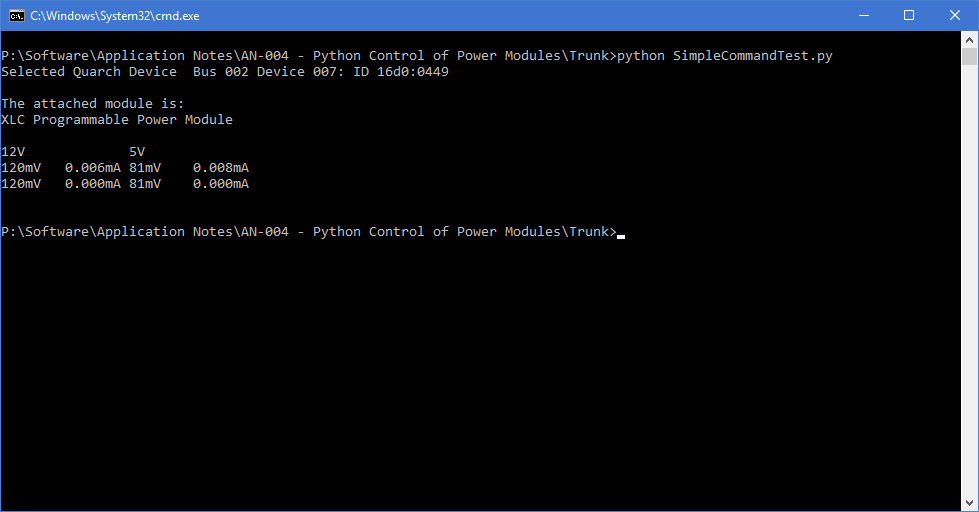 C:\Windows\System32\cmd.exe
P:\Software\Application Notes\AN-004 - Python Control of Power Modules\Trunk>python SimpleCommandTest.py
Selected Quarch Device  Bus 002 Device 007: ID 16d0:0449
The attached module is:
XLC Programmable Power Module
12V             5V
120mV   0.006mA 81mV    0.008mA
120mV   0.000mA 81mV    0.000mA
P:\Software\Application Notes\AN-004 - Python Control of Power Modules\Trunk>